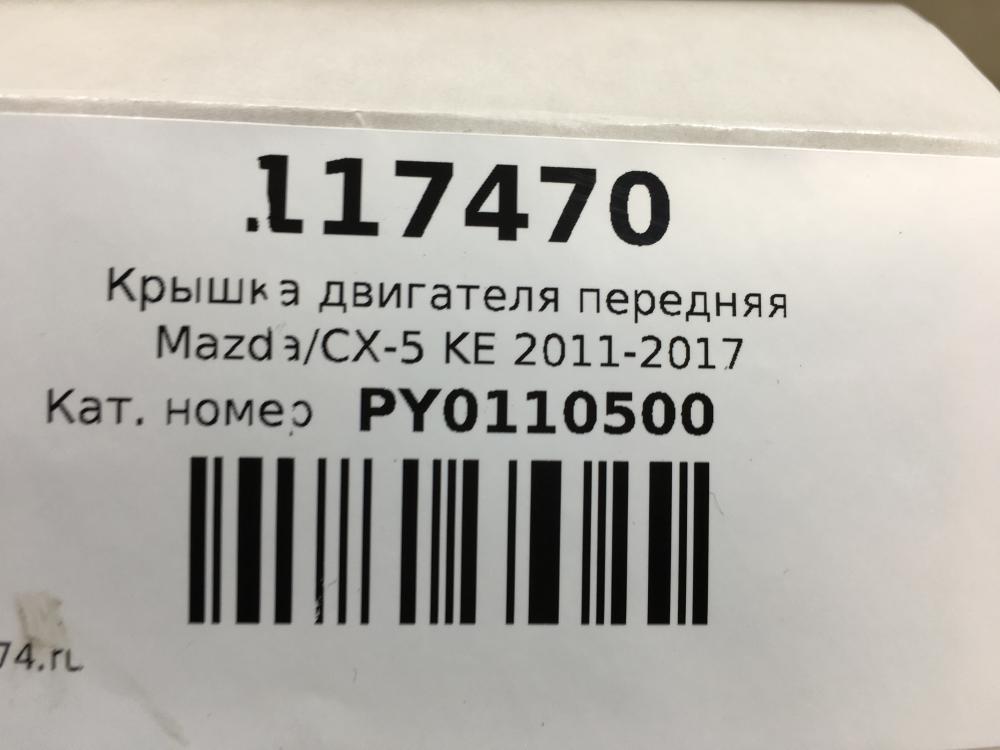 117470
Крышка двигателя передняя
Mazda/CX-5 KE 2011-2017
Кат. номер PY0110500
74.ru